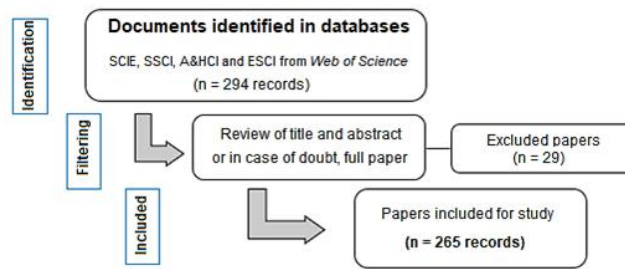 Identification
Documents identified in databases
SCIE, SSCI, A&HCI and ESCI from Web of Science
(n = 294 records)
Filtering
Review of title and abstract
or in case of doubt, full paper
Excluded papers
(n = 29)
Included
Papers included for study
(n = 265 records)